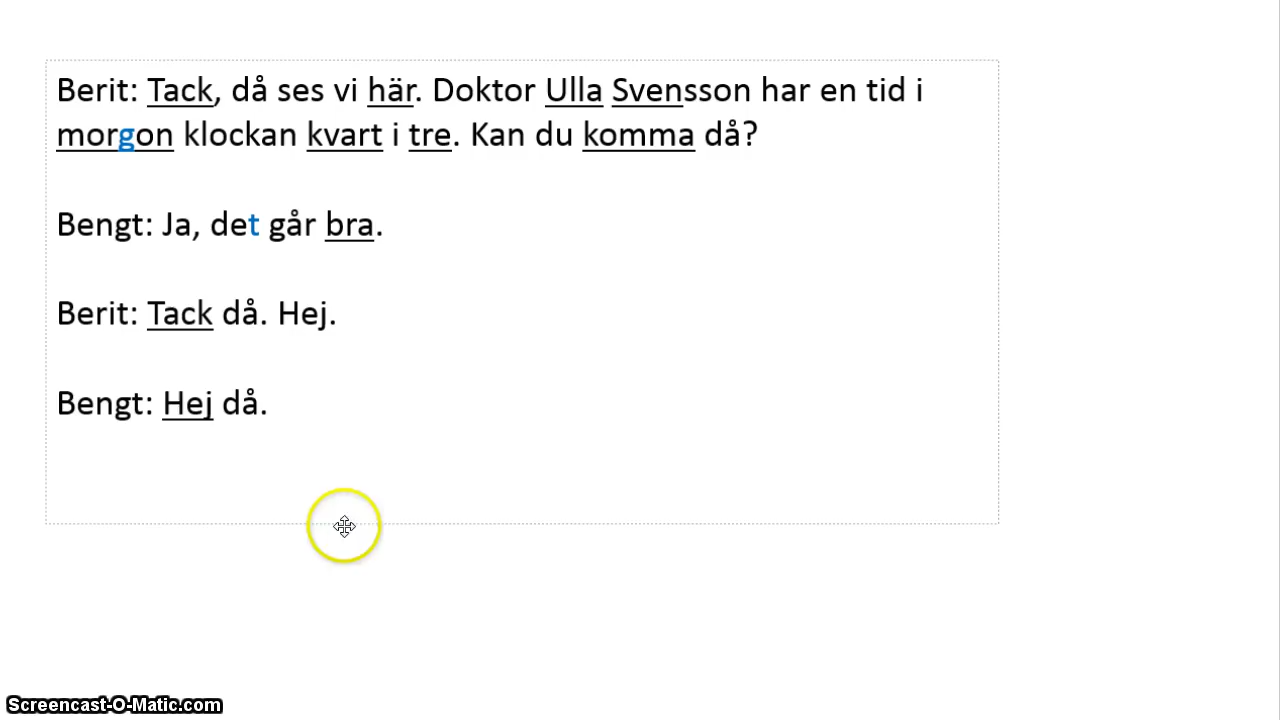 Berit: Tack, då ses vi här. Doktor Ulla Svensson har en tid i
morgon klockan kvart i tre. Kan du komma då?
Bengt: Ja, det går bra.
Berit: Tack då. Hej.
Bengt: Hej då.
Screencast-O-Matic.com